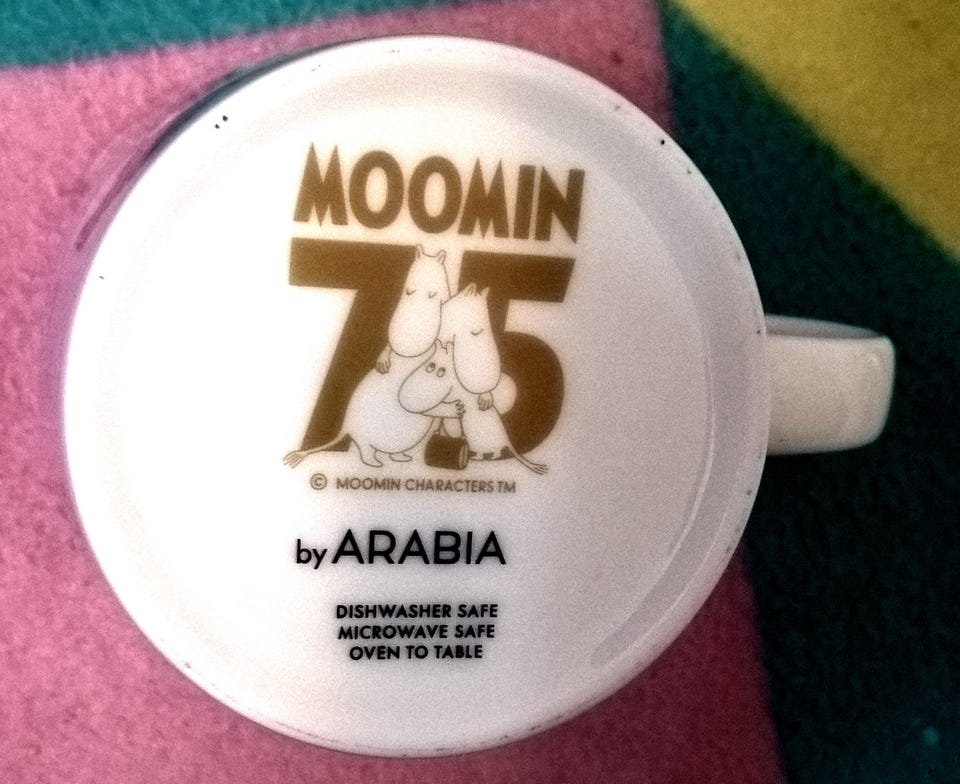 MOOMIN
75
© MOOMIN CHARACTERS TM
by ARABIA
DISHWASHER SAFE
MICROWAVE SAFE
OVEN TO TABLE